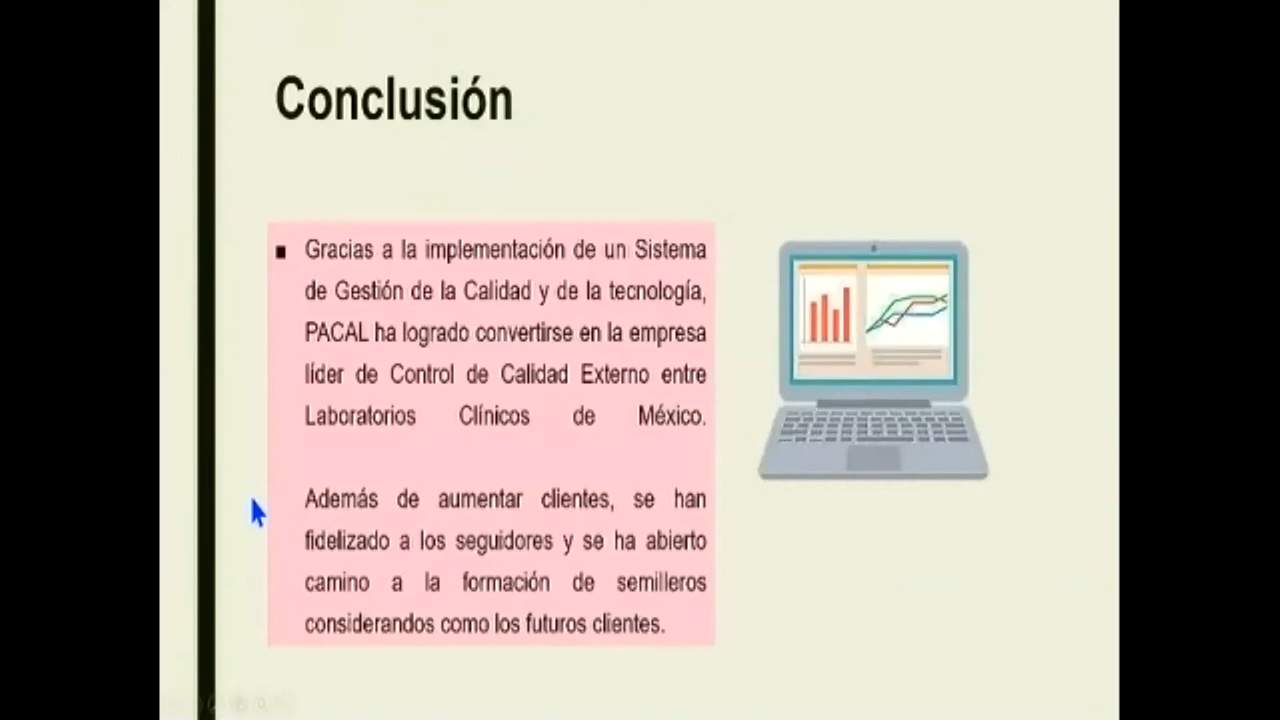 Conclusión
Gracias a la implementación de un Sistema
de Gestión de la Calidad y de la tecnología,
PACAL ha logrado convertirse en la empresa
líder de Control de Calidad Externo entre
Laboratorios Clínicos de México.
Además de aumentar clientes, se han
fidelizado a los seguidores y se ha abierto
camino a la formación de semilleros
considerandos como los futuros clientes.